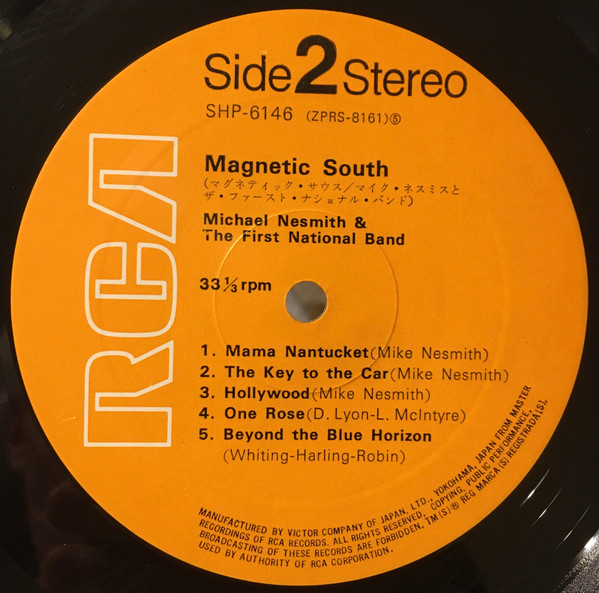 Side 2 Stereo
SHP-6146 (ZPRS-8161)Ⓢ
RCA
Magnetic South
(マグネティック・サウス/マイク・ネスミスと
ザ・ファースト・ナショナル・バンド)
Michael Nesmith &
The First National Band
33 1/3 rpm
1. Mama Nantucket(Mike Nesmith)
2. The Key to the Car(Mike Nesmith)
3. Hollywood(Mike Nesmith)
4. One Rose(D. Lyon-L. McIntyre)
5. Beyond the Blue Horizon
(Whiting-Harling-Robin)
MANUFACTURED BY VICTOR COMPANY OF JAPAN, LTD., YOKOHAMA, JAPAN FROM MASTER
RECORDINGS OF RCA RECORDS. ALL RIGHTS RESERVED, COPYING, PUBLIC PERFORMANCE,
BROADCASTING OF THESE RECORDS ARE FORBIDDEN. TM(S)® REG MARCA(S) REGISTRADA(S).
USED BY AUTHORITY OF RCA CORPORATION.